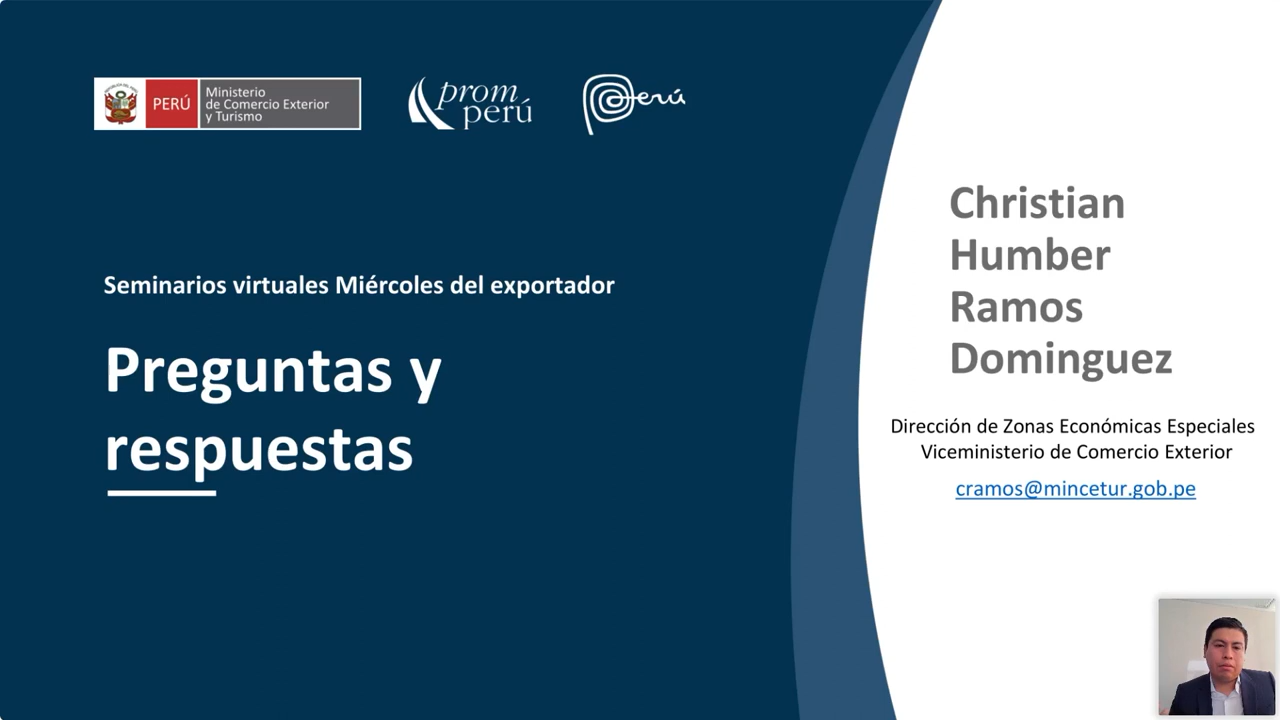 PERÚ
Ministerio
de Comercio Exterior
y Turismo
prom
perú
Perú
Seminarios virtuales Miércoles del exportador
Preguntas y
respuestas
Christian
Humber
Ramos
Dominguez
Dirección de Zonas Económicas Especiales
Viceministerio de Comercio Exterior
cramos@mincetur.gob.pe